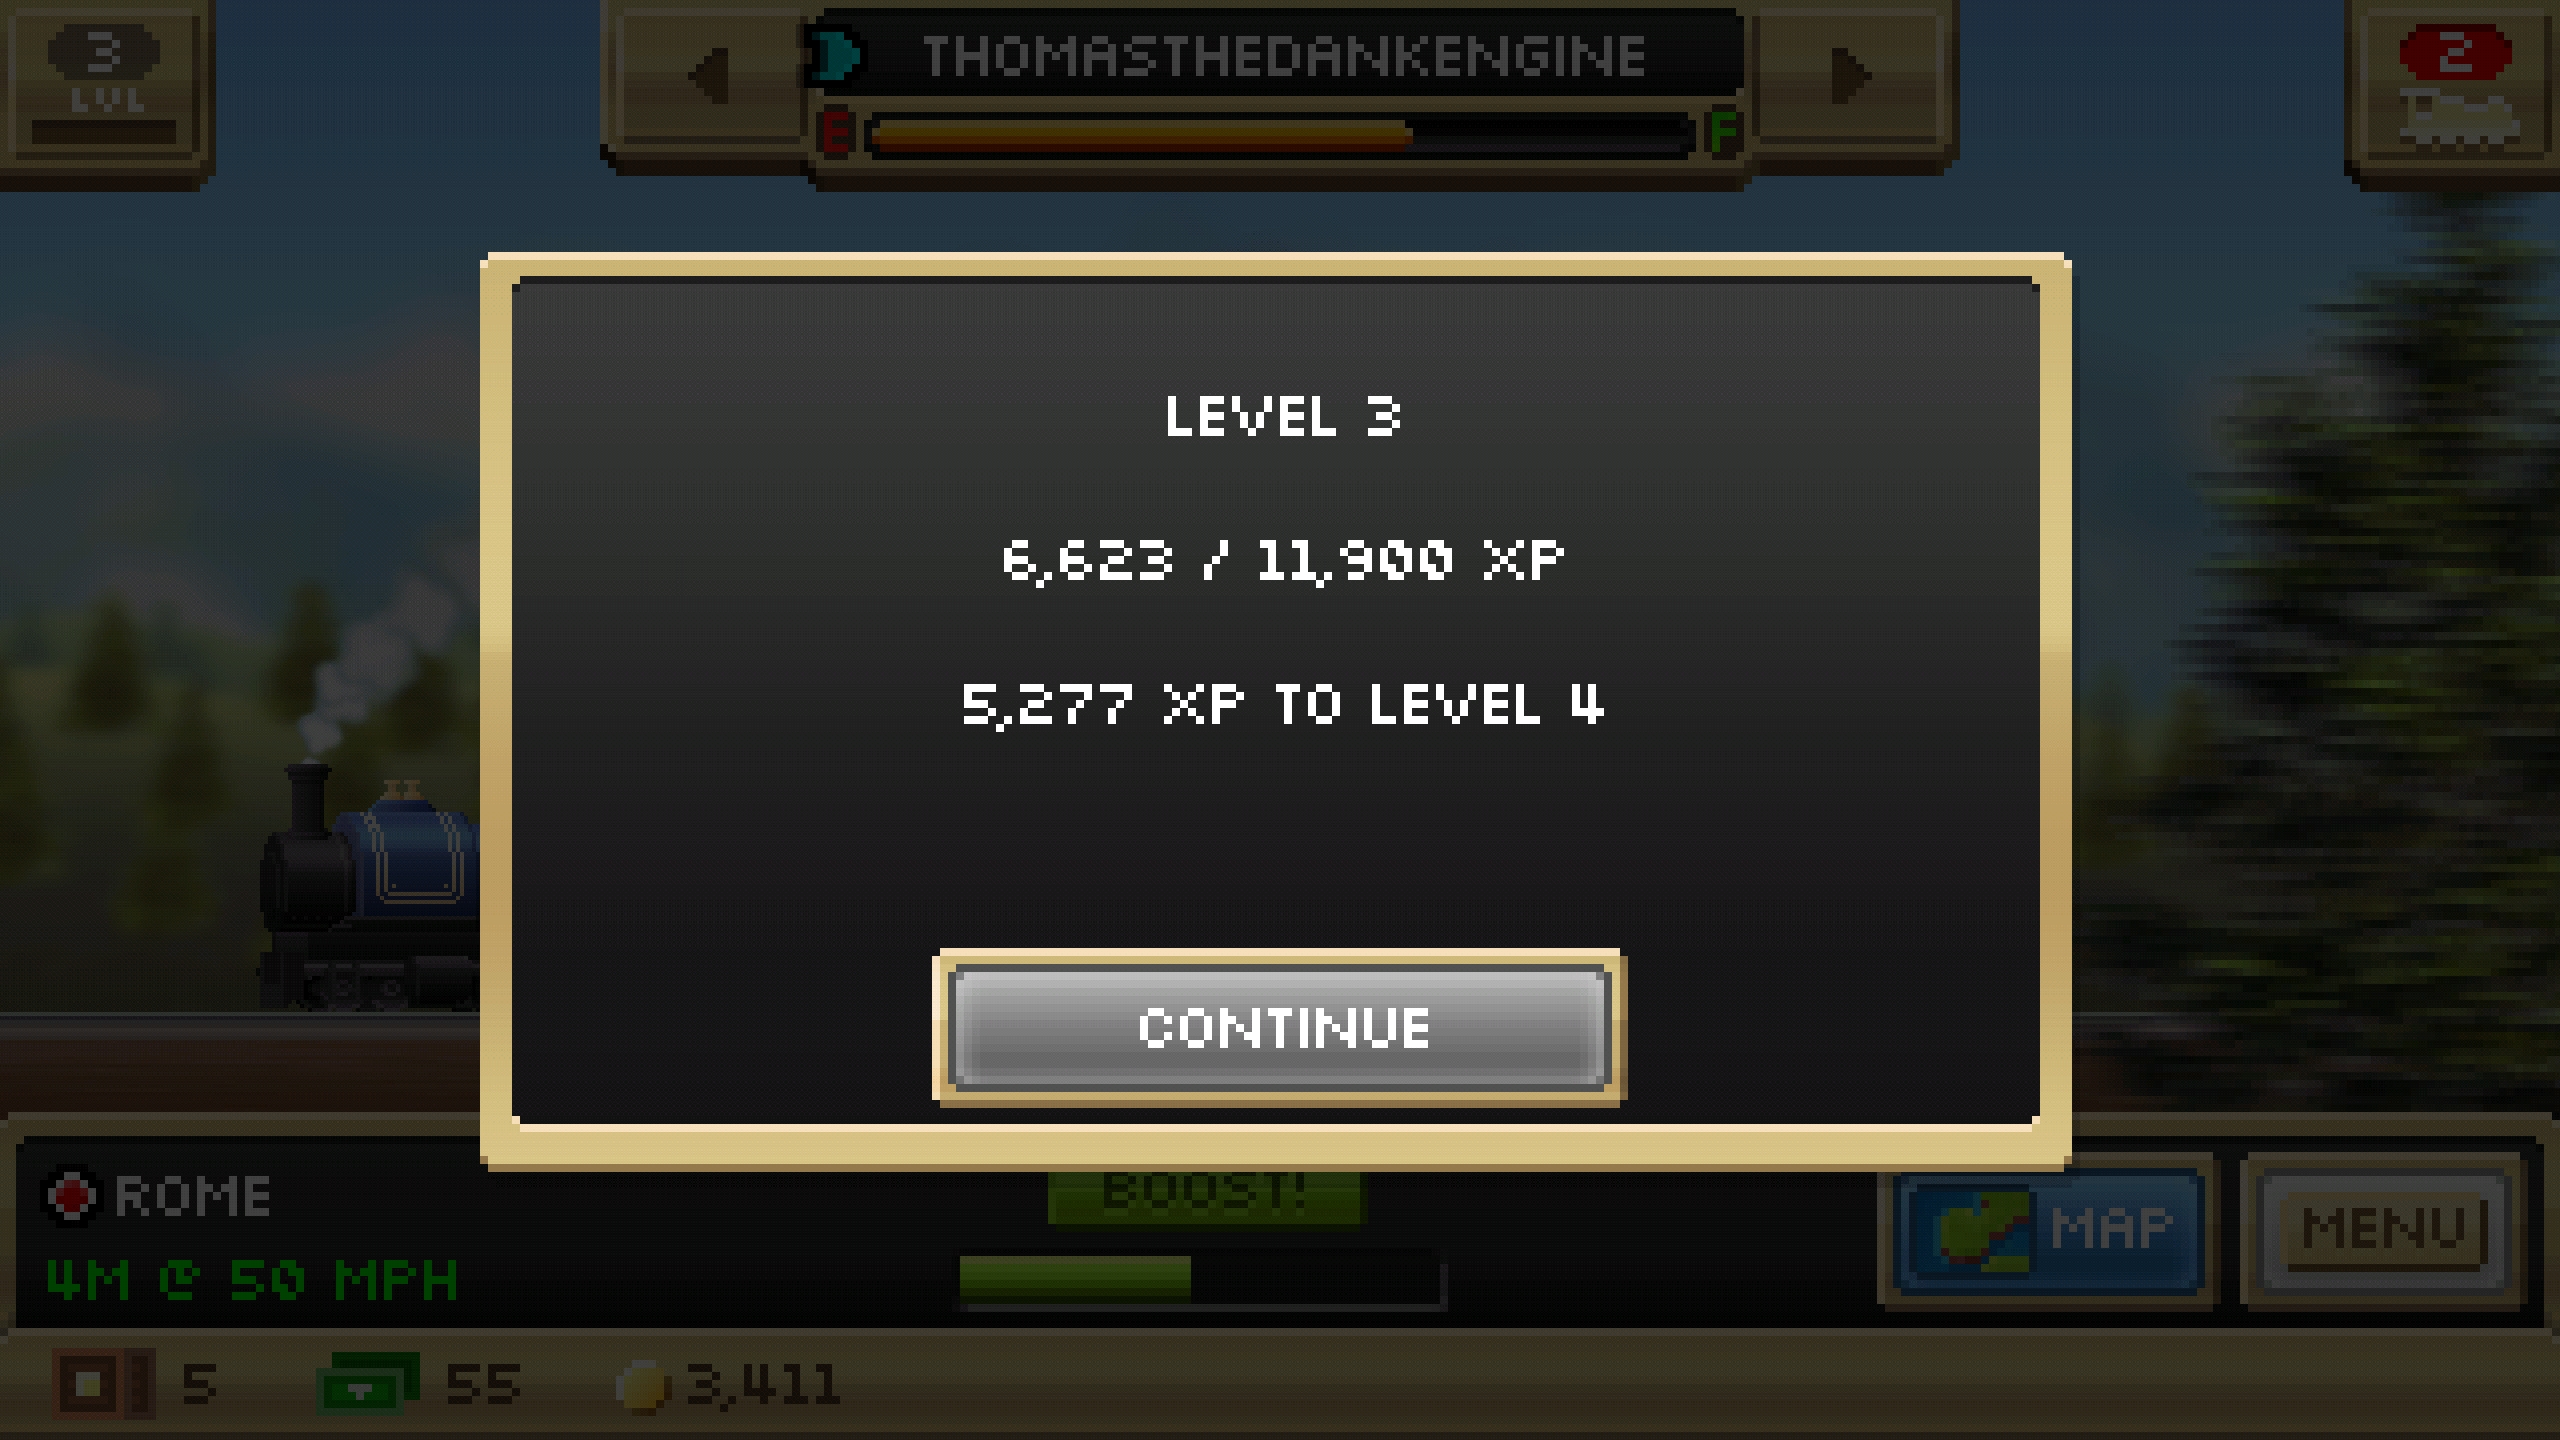 3
LVL
THOMASTHEDANKENGINE
E
F
2
LEVEL 3
6,623 / 11,900 XP
5,277 XP TO LEVEL 4
CONTINUE
ROME
4M @ 50 MPH
BOOST!
MAP
MENU
5
55
3,411